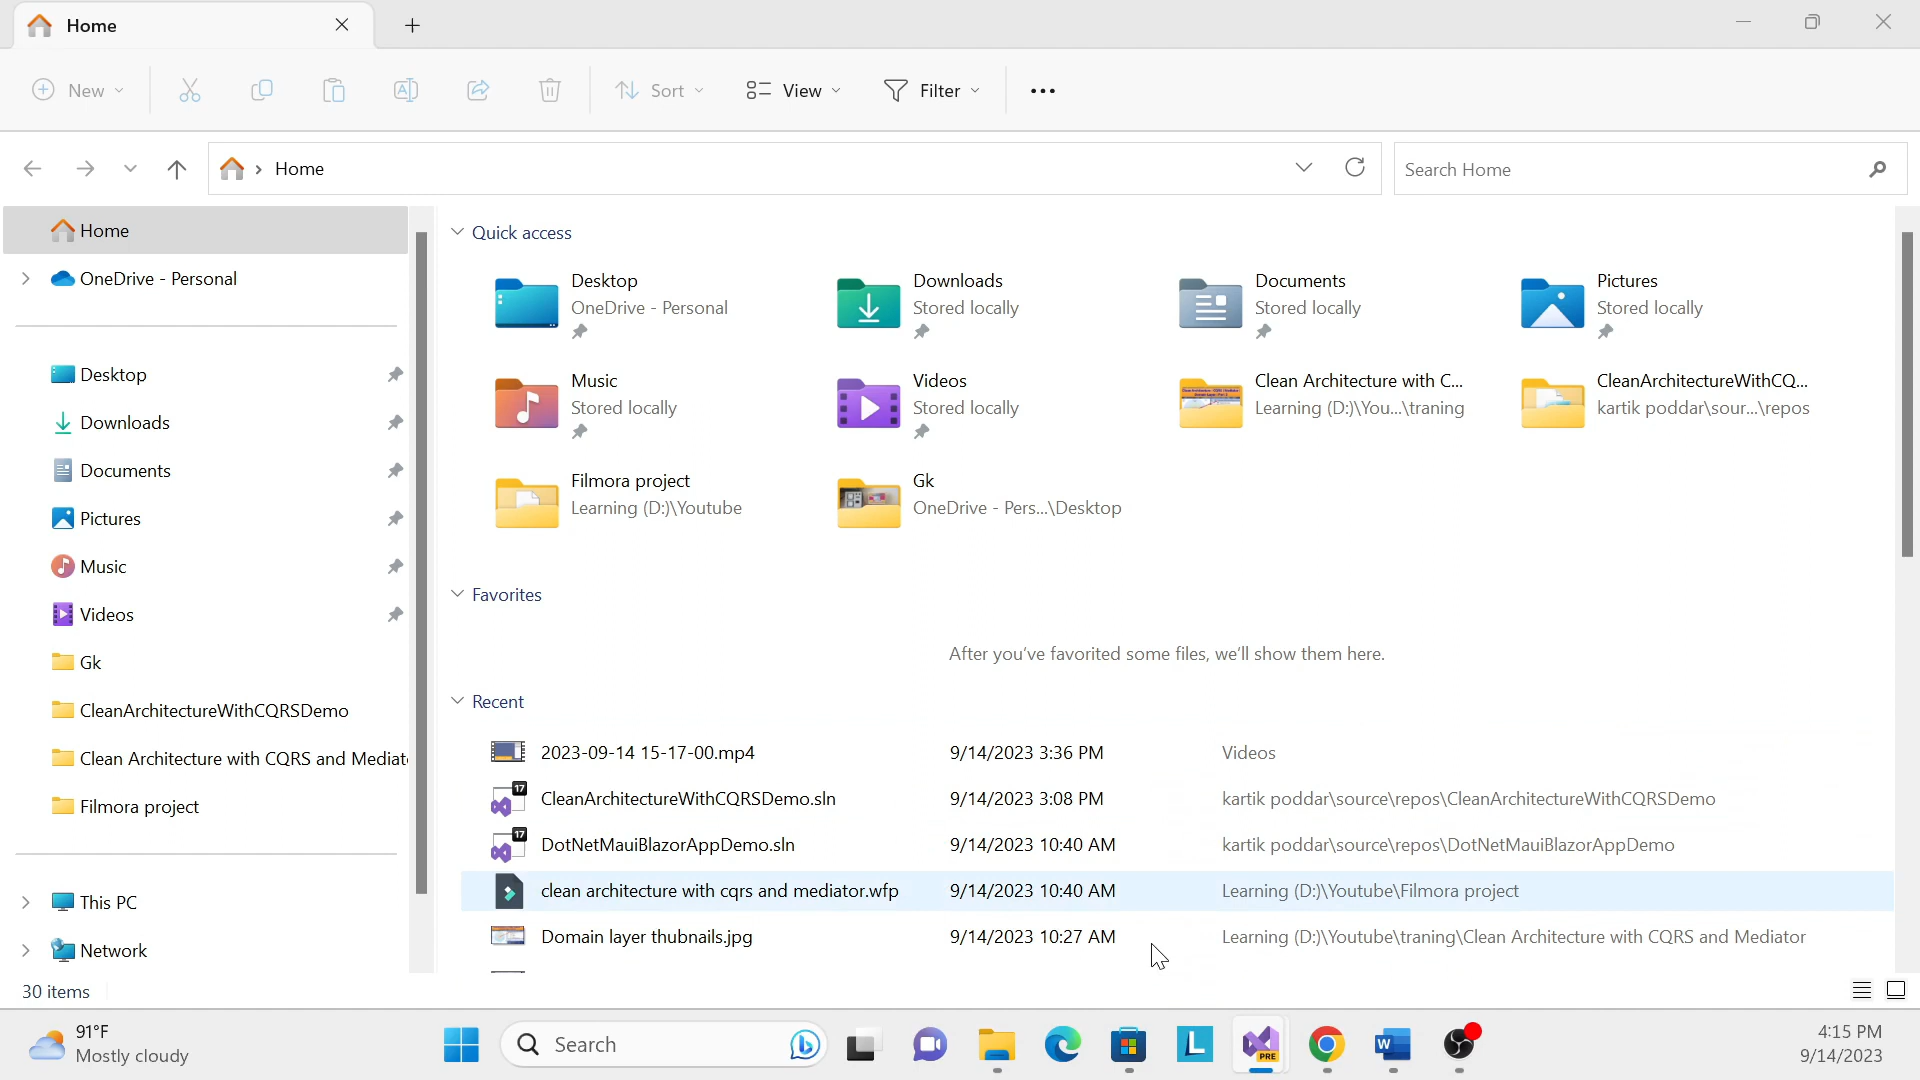 Home
New
Sort
View
Filter
Home
Search Home
Home
OneDrive - Personal
Desktop
Downloads
Documents
Pictures
Music
Videos
Gk
CleanArchitectureWithCQRSDemo
Clean Architecture with CQRS and Mediat
Filmora project
This PC
Network
Quick access
Desktop
OneDrive - Personal
Downloads
Stored locally
Documents
Stored locally
Pictures
Stored locally
Music
Stored locally
Videos
Stored locally
Clean Architecture with C...
Learning (D:)\You...\traning
CleanArchitectureWithCQ...
kartik poddar\sour...\repos
Filmora project
Learning (D:)\Youtube
Gk
OneDrive - Pers...\Desktop
Favorites
After you've favorited some files, we'll show them here.
Recent
2023-09-14 15-17-00.mp4 9/14/2023 3:36 PM Videos
CleanArchitectureWithCQRSDemo.sln 9/14/2023 3:08 PM kartik poddar\source\repos\CleanArchitectureWithCQRSDemo
DotNetMauiBlazorAppDemo.sln 9/14/2023 10:40 AM kartik poddar\source\repos\DotNetMauiBlazorAppDemo
clean architecture with cqrs and mediator.wfp 9/14/2023 10:40 AM Learning (D:)\Youtube\Filmora project
Domain layer thubnails.jpg 9/14/2023 10:27 AM Learning (D:)\Youtube\traning\Clean Architecture with CQRS and Mediator
30 items
91°F
Mostly cloudy
Search
PRE
4:15 PM
9/14/2023